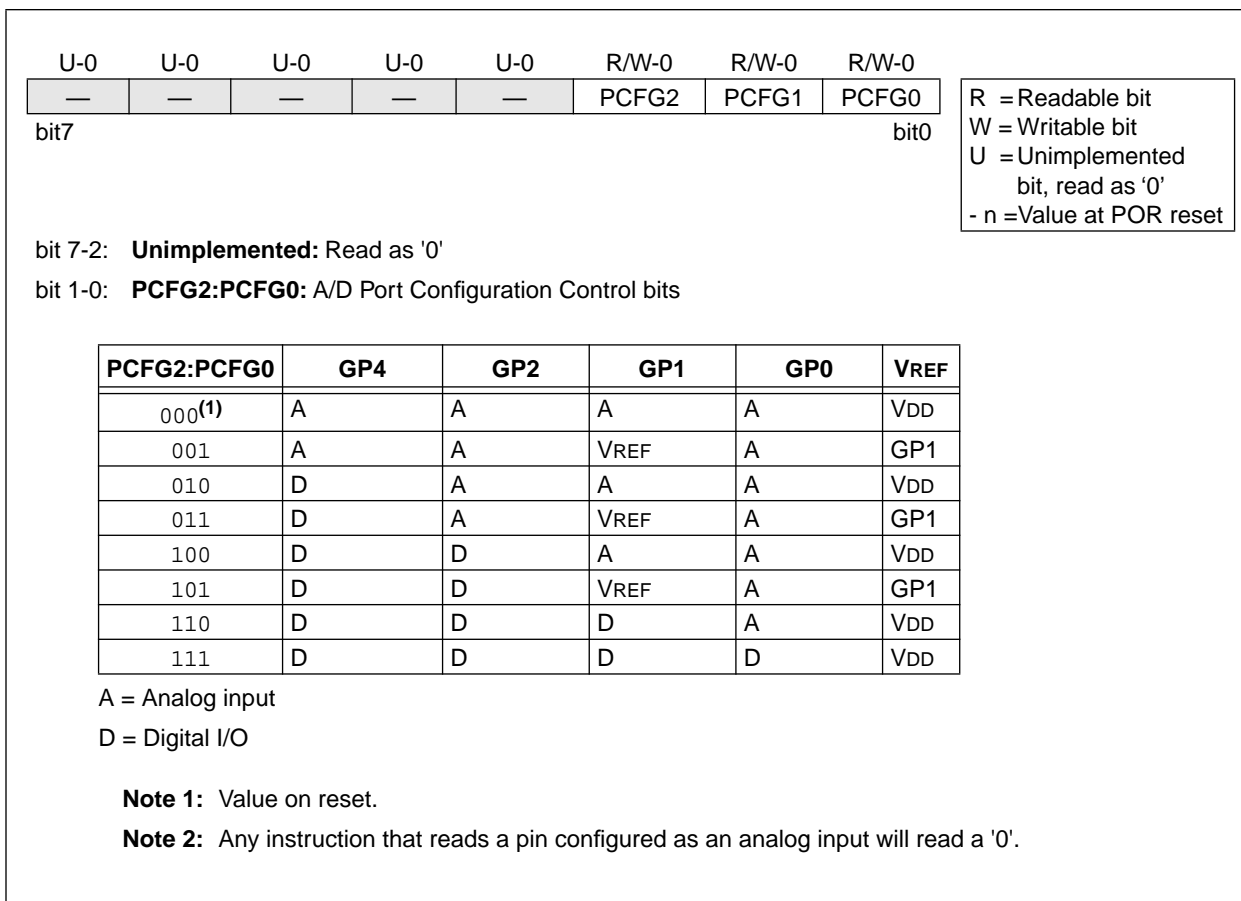 U-0 U-0 U-0 U-0 U-0 R/W-0 R/W-0 R/W-0
— — — — — PCFG2 PCFG1 PCFG0
bit7 bit0
R =Readable bit
W =Writable bit
U =Unimplemented
bit, read as ‘0’
- n =Value at POR reset
bit 7-2: Unimplemented: Read as '0'
bit 1-0: PCFG2:PCFG0: A/D Port Configuration Control bits
PCFG2:PCFG0 GP4 GP2 GP1 GP0 VREF
000(1) A A A A VDD
001 A A VREF A GP1
010 D A A A VDD
011 D A VREF A GP1
100 D D A A VDD
101 D D VREF A GP1
110 D D D A VDD
111 D D D D VDD
A = Analog input
D = Digital I/O
Note 1: Value on reset.
Note 2: Any instruction that reads a pin configured as an analog input will read a '0'.